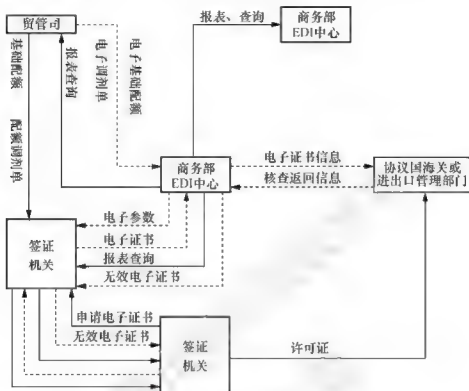 贸管司
报表、查询
商务部
EDI中心
基础配额
配额调剂单
报表查询
电子调剂单
电子基础配额
商务部
EDI中心
电子证书信息
核查返回信息
协议国海关或
进出口管理部门
电子参数
电子证书
报表查询
无效电子证书
签证
机关
申请电子证书
无效电子证书
签证
机关
许可证